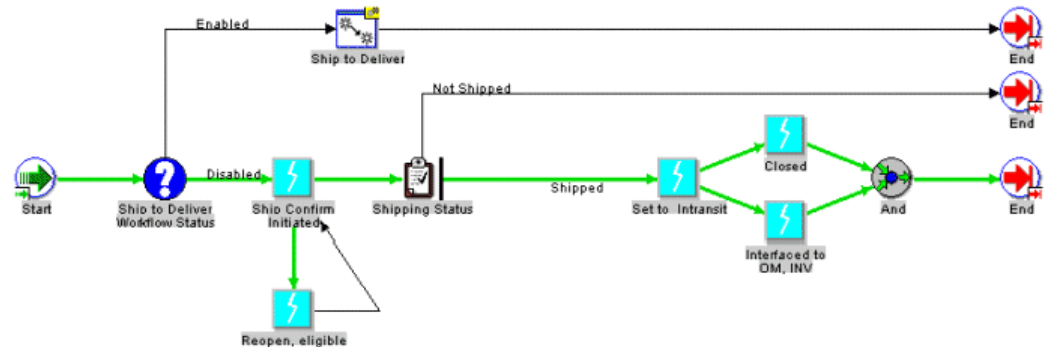 Enabled
Ship to Deliver
End
Not Shipped
End
Disabled
Shipped
Closed
Start
Ship to Deliver
Workflow Status
Ship Confirm
Initiated
Shipping Status
Set to Intransit
And
End
Interfaced to
OM, INV
Reopen, eligible